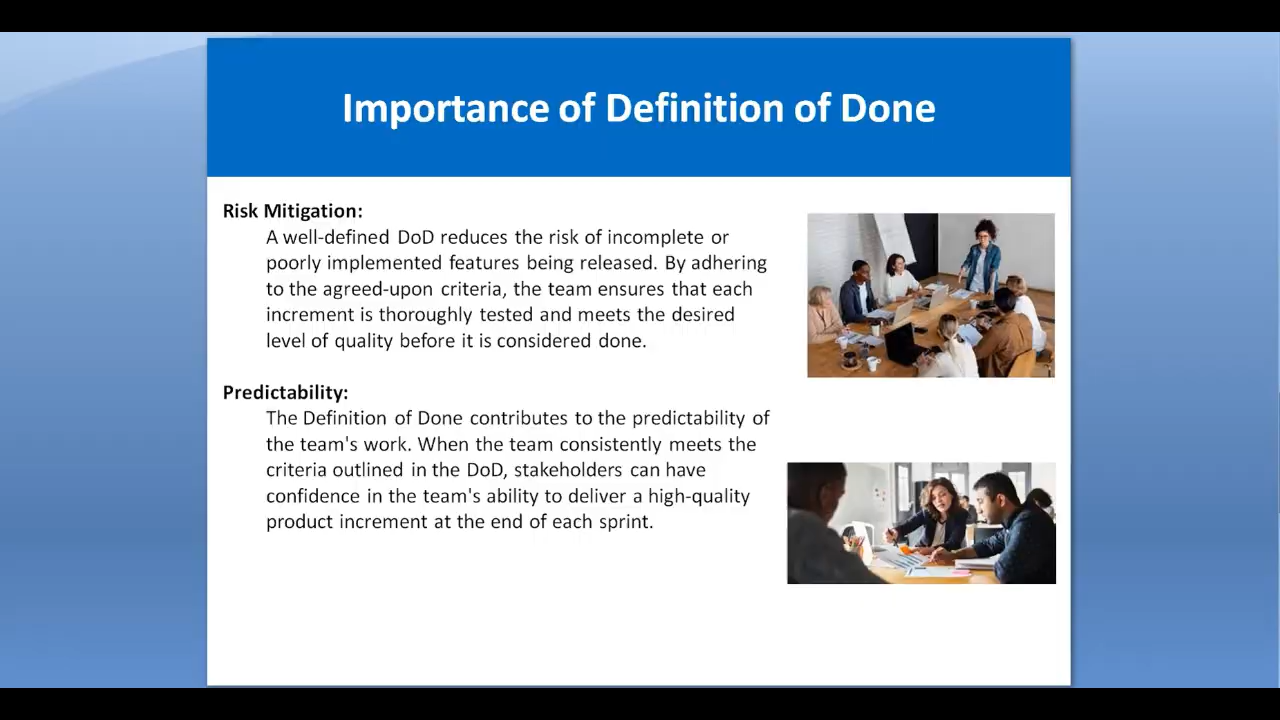 Importance of Definition of Done
Risk Mitigation:
A well-defined DoD reduces the risk of incomplete or
poorly implemented features being released. By adhering
to the agreed-upon criteria, the team ensures that each
increment is thoroughly tested and meets the desired
level of quality before it is considered done.
Predictability:
The Definition of Done contributes to the predictability of
the team's work. When the team consistently meets the
criteria outlined in the DoD, stakeholders can have
confidence in the team's ability to deliver a high-quality
product increment at the end of each sprint.